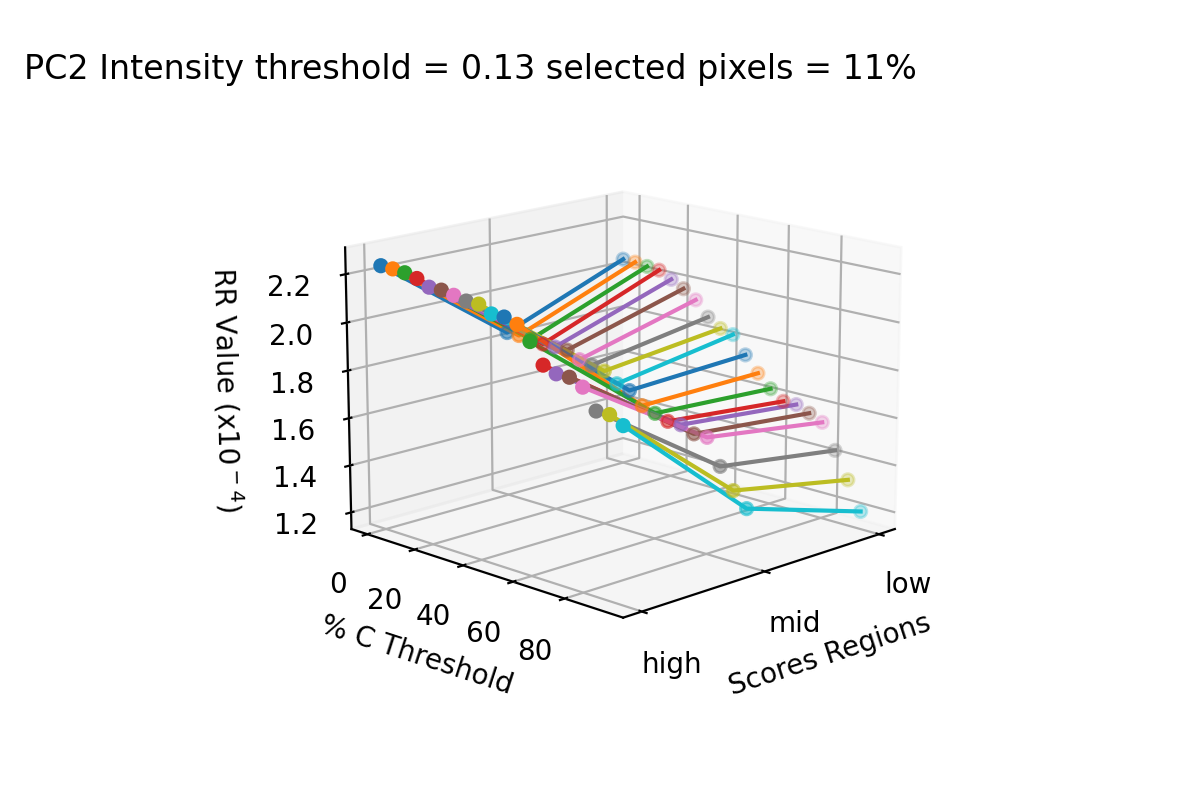 PC2 Intensity threshold = 0.13 selected pixels = 11%
RR Value (x10⁻⁴)
2.2
2.0
1.8
1.6
1.4
1.2
0
20
40
60
80
% C Threshold
high
mid
low
Scores Regions